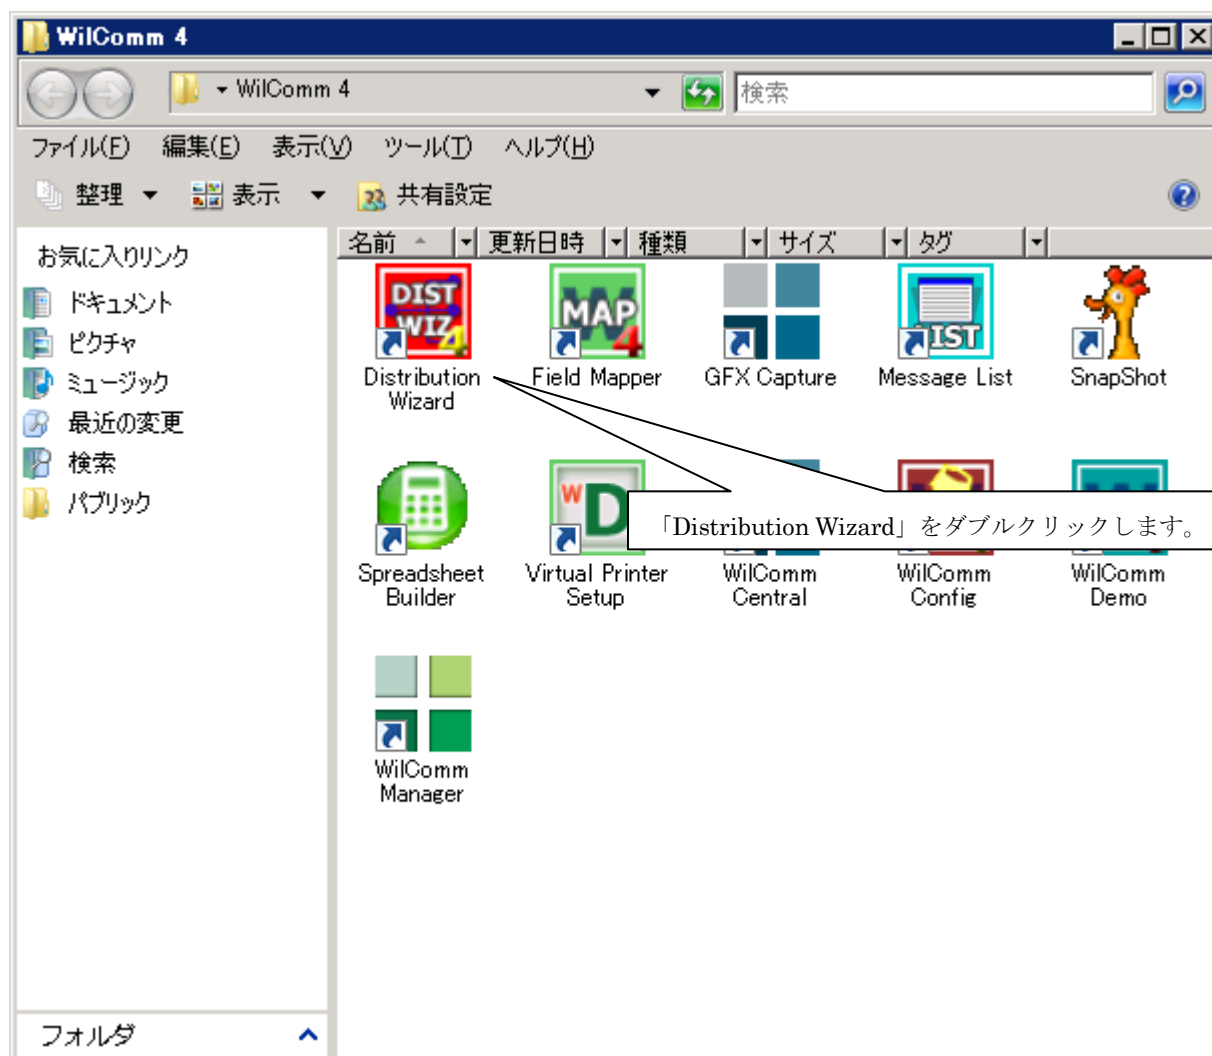 WilComm 4
WilComm 4
検索
ファイル(F) 編集(E) 表示(V) ツール(T) ヘルプ(H)
整理 表示 共有設定
お気に入りリンク
ドキュメント
ピクチャ
ミュージック
最近の変更
検索
パブリック
フォルダ
名前 更新日時 種類 サイズ タグ
DIST
WIZ
4
Distribution
Wizard
MAP
4
Field Mapper
GFX Capture
LIST
Message List
SnapShot
「Distribution Wizard」をダブルクリックします。
Spreadsheet
Builder
W
D
Virtual Printer
Setup
WilComm
Central
WilComm
Config
WilComm
Demo
WilComm
Manager